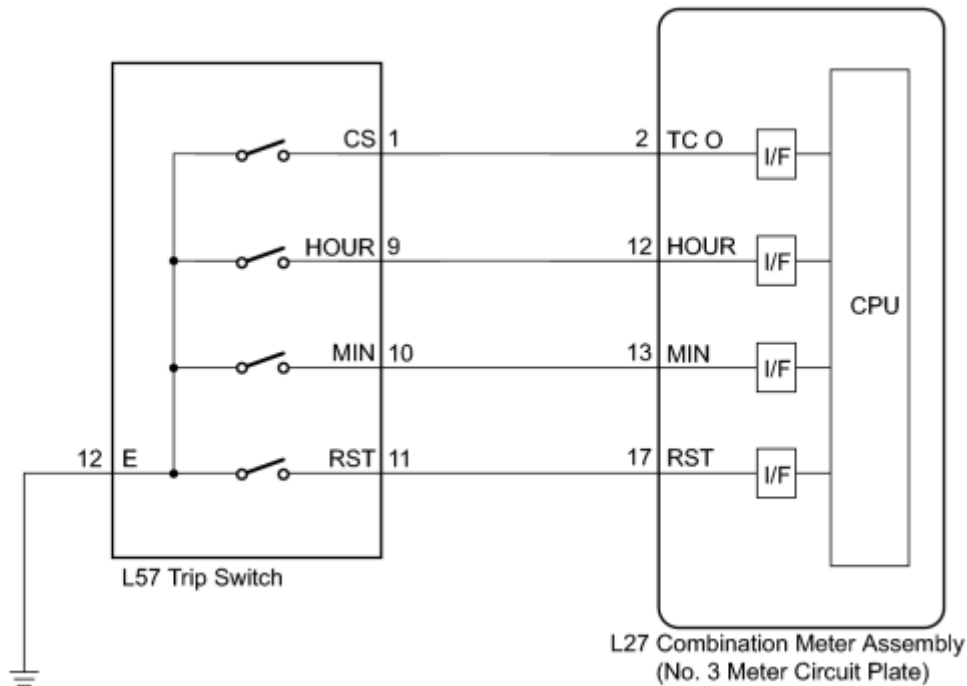 CS 1 2 TC O I/F
HOUR 9 12 HOUR I/F
CPU
MIN 10 13 MIN I/F
12 E RST 11 17 RST I/F
L57 Trip Switch
L27 Combination Meter Assembly
(No. 3 Meter Circuit Plate)